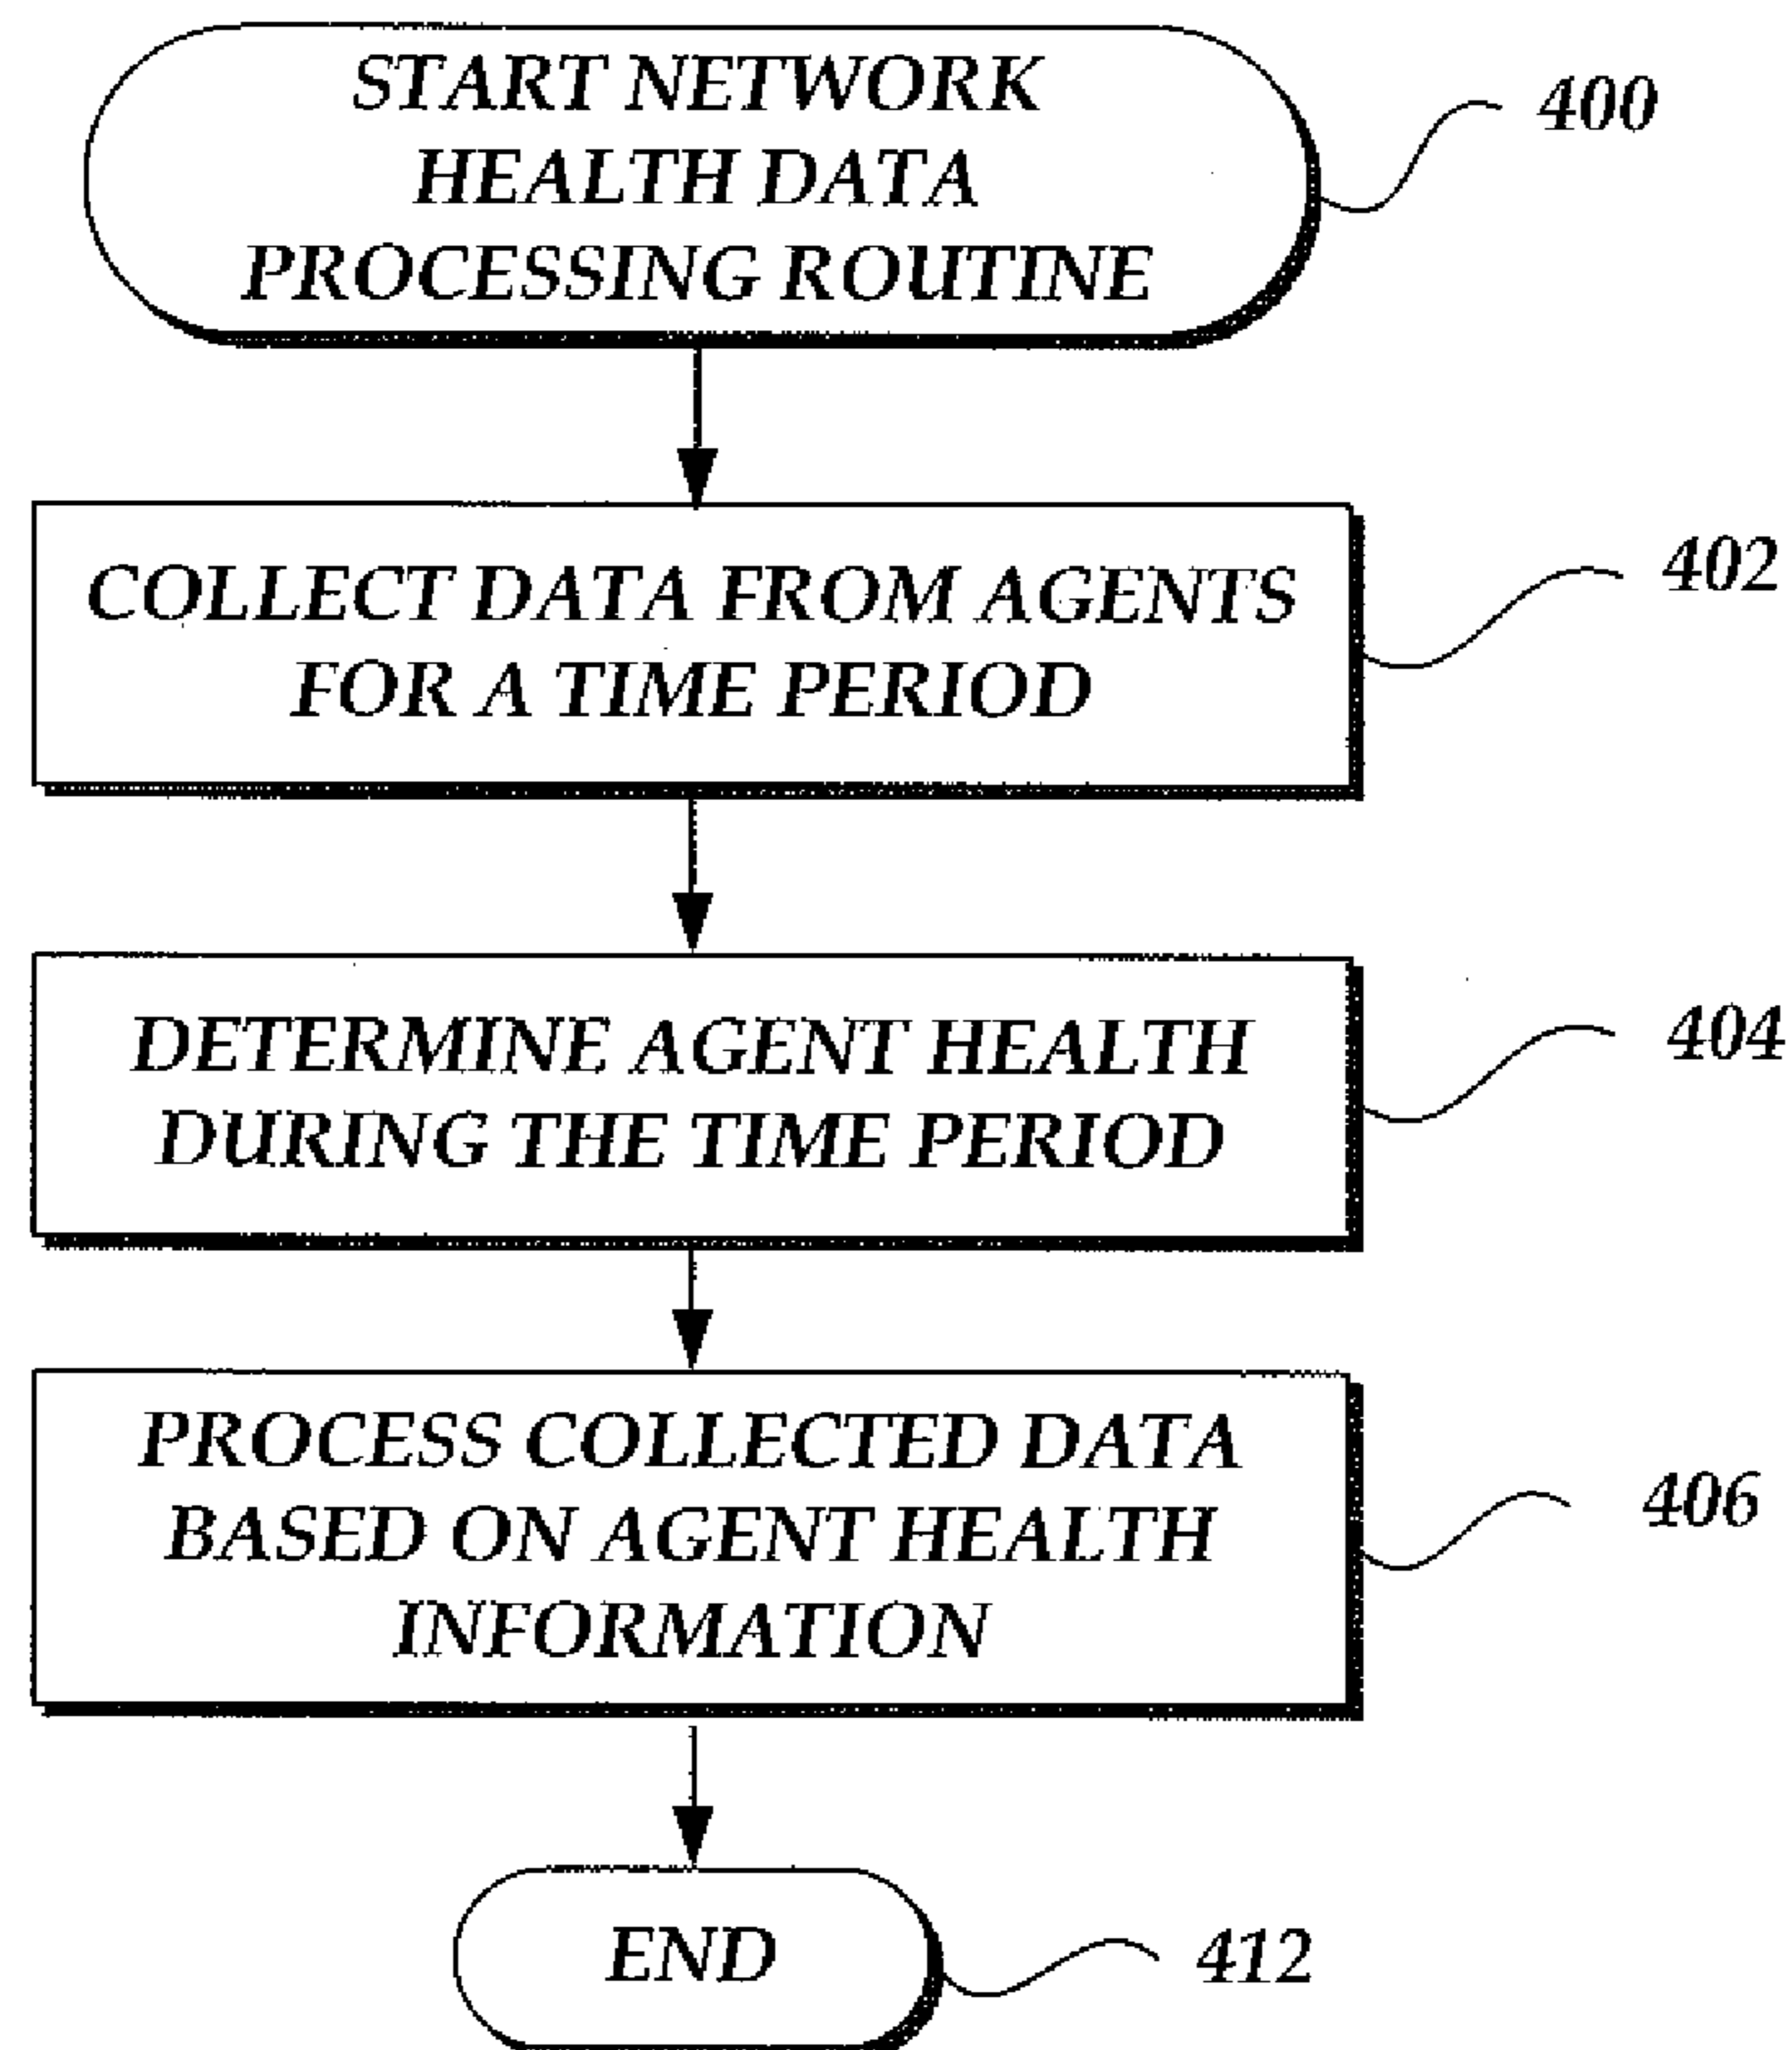 START NETWORK
HEALTH DATA
PROCESSING ROUTINE
400
COLLECT DATA FROM AGENTS
FOR A TIME PERIOD
402
DETERMINE AGENT HEALTH
DURING THE TIME PERIOD
404
PROCESS COLLECTED DATA
BASED ON AGENT HEALTH
INFORMATION
406
END
412